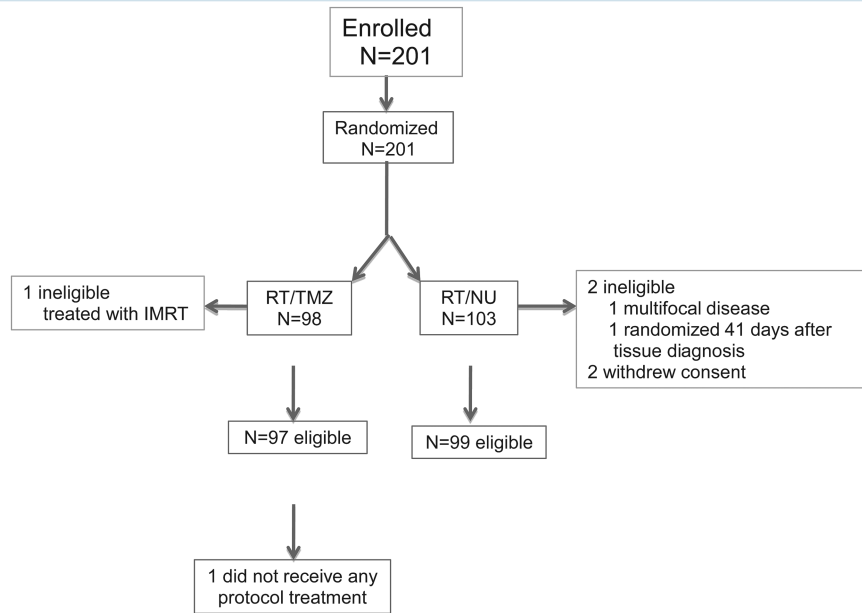 Enrolled
N=201
Randomized
N=201
1 ineligible
treated with IMRT
RT/TMZ
N=98
RT/NU
N=103
2 ineligible
1 multifocal disease
1 randomized 41 days after
tissue diagnosis
2 withdrew consent
N=97 eligible
N=99 eligible
1 did not receive any
protocol treatment